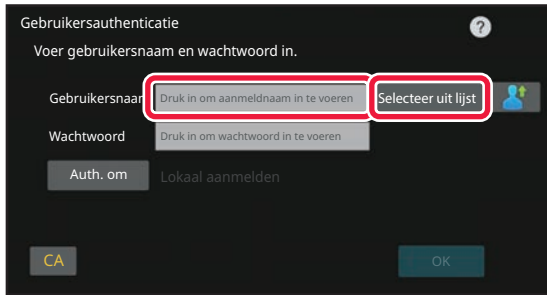 Gebruikersauthenticatie
Voer gebruikersnaam en wachtwoord in.
Gebruikersnaam Druk in om aanmeldnaam in te voeren Selecteer uit lijst
Wachtwoord Druk in om wachtwoord in te voeren
Auth. om Lokaal aanmelden
CA OK